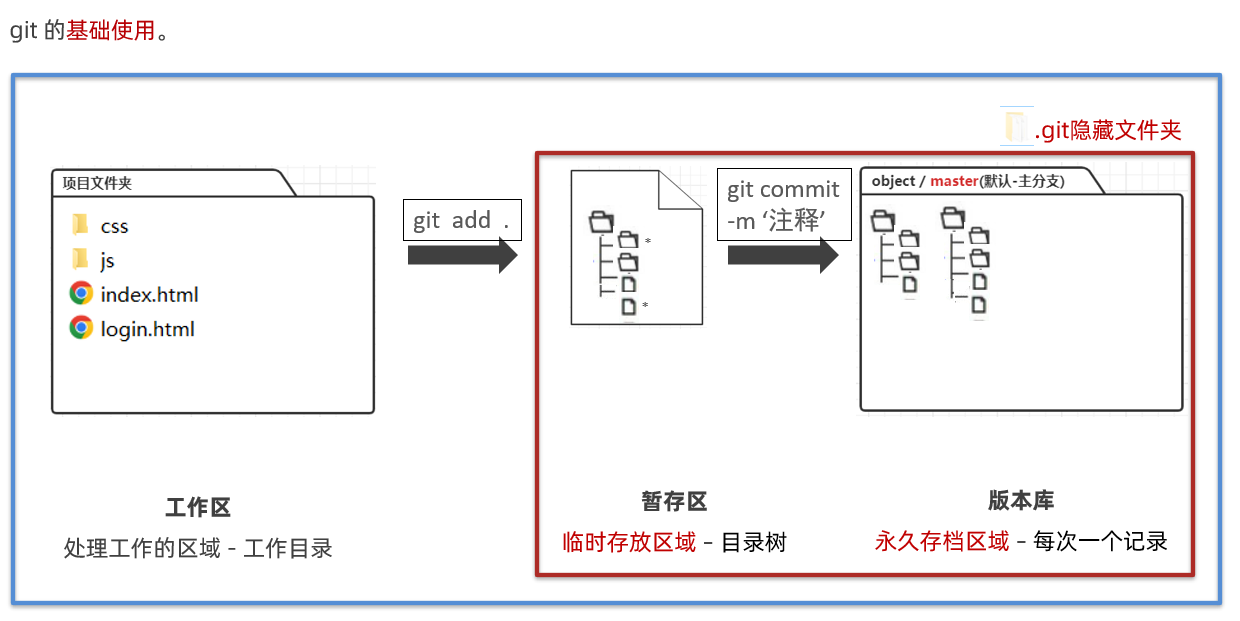 git 的基础使用。
.git隐藏文件夹
项目文件夹
css
js
index.html
login.html
git add .
git commit
-m ‘注释’
object / master(默认-主分支)
*
*
工作区
处理工作的区域 - 工作目录
暂存区
临时存放区域 - 目录树
版本库
永久存档区域 - 每次一个记录